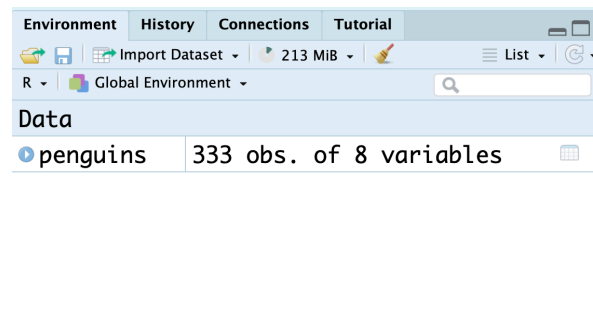 Environment History Connections Tutorial
Import Dataset 213 MiB List
R Global Environment
Data
penguins 333 obs. of 8 variables